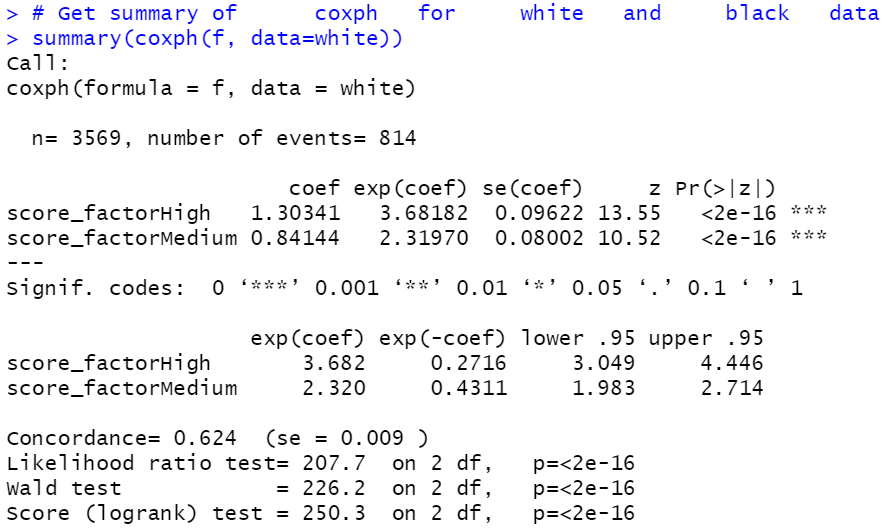 > # Get summary of      coxph   for     white   and     black   data
> summary(coxph(f, data=white))
Call:
coxph(formula = f, data = white)
  n= 3569, number of events= 814
                     coef exp(coef) se(coef)     z Pr(>|z|)
score_factorHigh   1.30341   3.68182  0.09622 13.55   <2e-16 ***
score_factorMedium 0.84144   2.31970  0.08002 10.52   <2e-16 ***
---
Signif. codes:  0 ‘***’ 0.001 ‘**’ 0.01 ‘*’ 0.05 ‘.’ 0.1 ‘ ’ 1
                   exp(coef) exp(-coef) lower .95 upper .95
score_factorHigh       3.682     0.2716     3.049     4.446
score_factorMedium     2.320     0.4311     1.983     2.714
Concordance= 0.624  (se = 0.009 )
Likelihood ratio test= 207.7  on 2 df,   p=<2e-16
Wald test            = 226.2  on 2 df,   p=<2e-16
Score (logrank) test = 250.3  on 2 df,   p=<2e-16